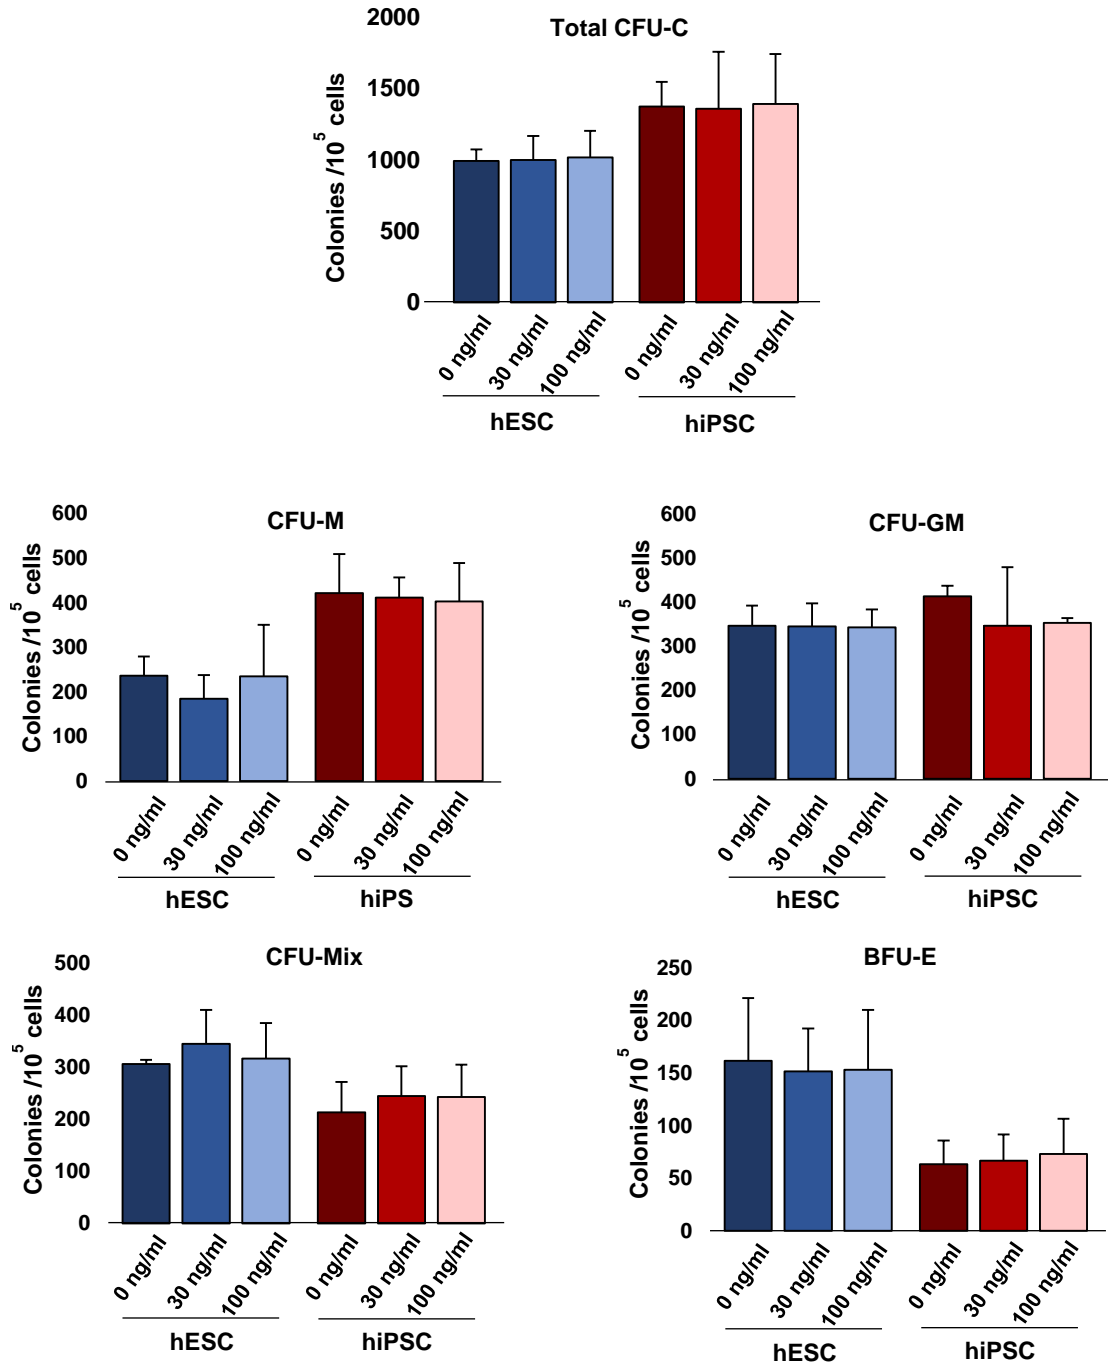 Total CFU-C
Colonies /10^5 cells
2000
1500
1000
500
0
0 ng/ml
30 ng/ml
100 ng/ml
0 ng/ml
30 ng/ml
100 ng/ml
hESC
hiPSC
CFU-M
Colonies /10^5 cells
600
500
400
300
200
100
0
0 ng/ml
30 ng/ml
100 ng/ml
0 ng/ml
30 ng/ml
100 ng/ml
hESC
hiPS
CFU-GM
Colonies /10^5 cells
600
500
400
300
200
100
0
0 ng/ml
30 ng/ml
100 ng/ml
0 ng/ml
30 ng/ml
100 ng/ml
hESC
hiPSC
CFU-Mix
Colonies /10^5 cells
500
400
300
200
100
0
0 ng/ml
30 ng/ml
100 ng/ml
0 ng/ml
30 ng/ml
100 ng/ml
hESC
hiPSC
BFU-E
Colonies /10^5 cells
250
200
150
100
50
0
0 ng/ml
30 ng/ml
100 ng/ml
0 ng/ml
30 ng/ml
100 ng/ml
hESC
hiPSC